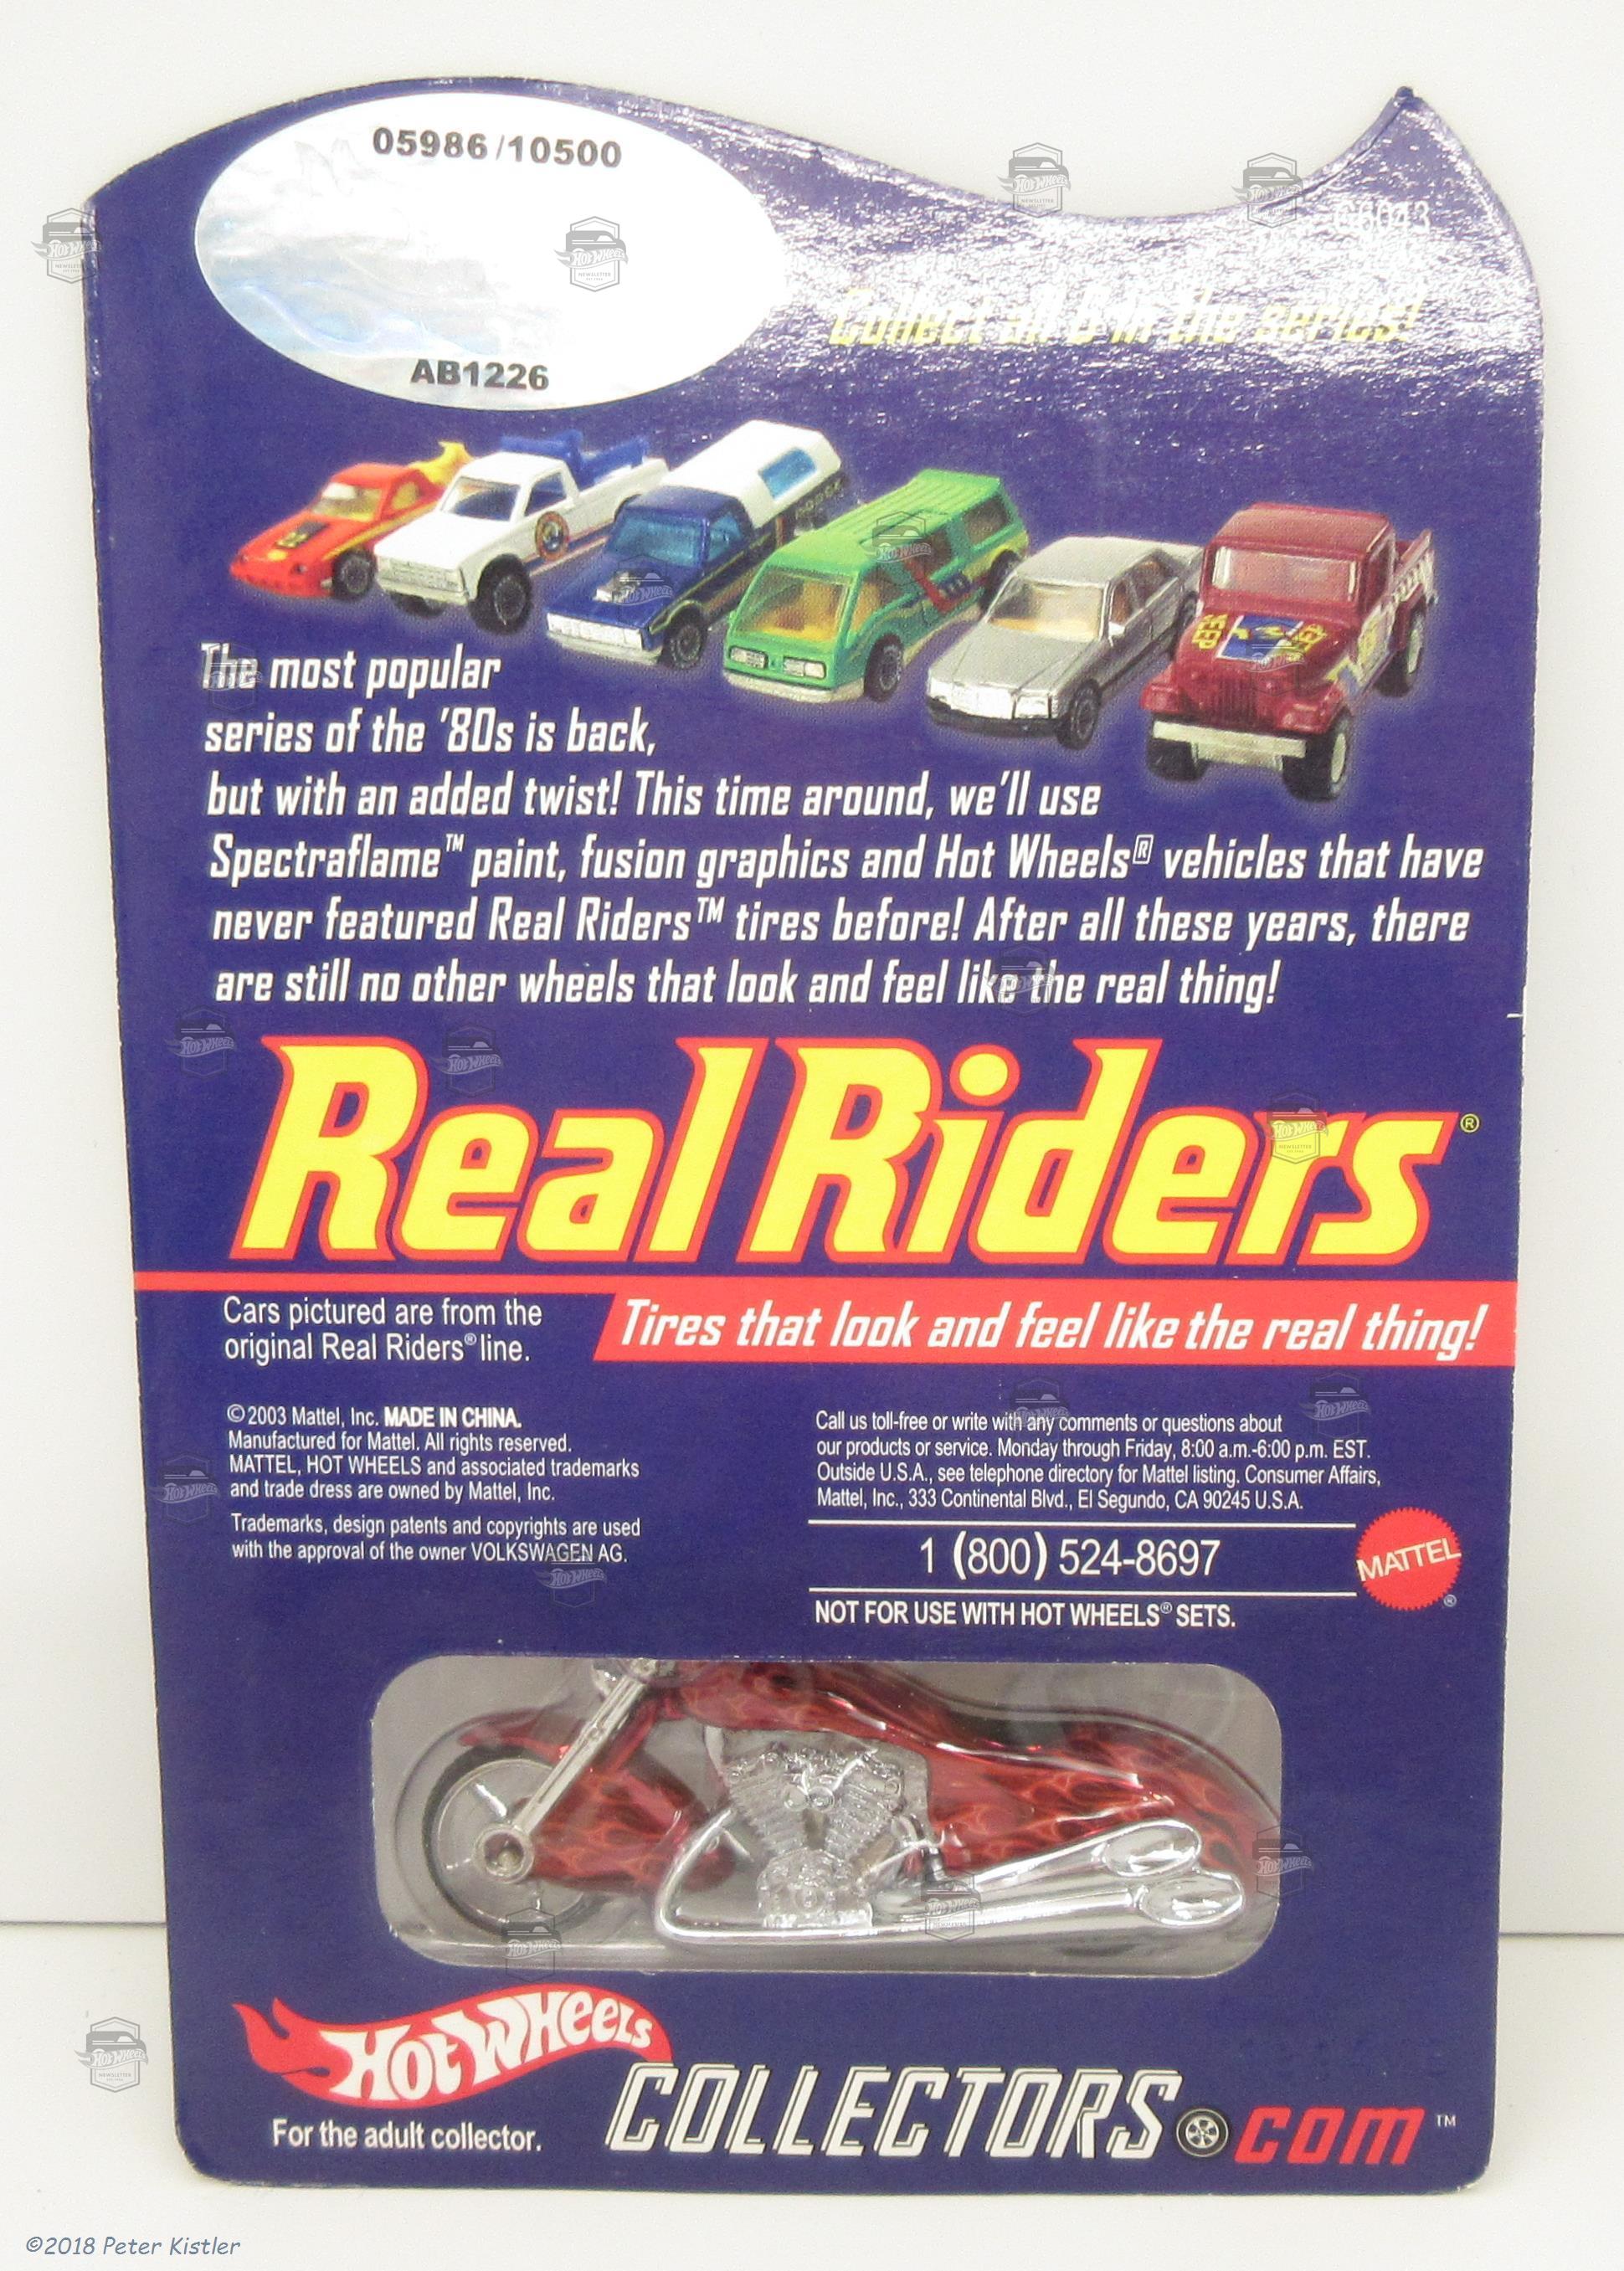 05986/10500
AB1226
Collect all 6 in the series!
The most popular
series of the '80s is back,
but with an added twist! This time around, we'll use
Spectraflame™ paint, fusion graphics and Hot Wheels® vehicles that have
never featured Real Riders™ tires before! After all these years, there
are still no other wheels that look and feel like the real thing!
Real Riders®
Tires that look and feel like the real thing!
Cars pictured are from the
original Real Riders® line.
©2003 Mattel, Inc. MADE IN CHINA.
Manufactured for Mattel. All rights reserved.
MATTEL, HOT WHEELS and associated trademarks
and trade dress are owned by Mattel, Inc.
Trademarks, design patents and copyrights are used
with the approval of the owner VOLKSWAGEN AG.
Call us toll-free or write with any comments or questions about
our products or service. Monday through Friday, 8:00 a.m.-6:00 p.m. EST.
Outside U.S.A., see telephone directory for Mattel listing. Consumer Affairs,
Mattel, Inc., 333 Continental Blvd., El Segundo, CA 90245 U.S.A.
1 (800) 524-8697
MATTEL®
NOT FOR USE WITH HOT WHEELS® SETS.
Hot Wheels
COLLECTORS.com™
For the adult collector.
©2018 Peter Kistler